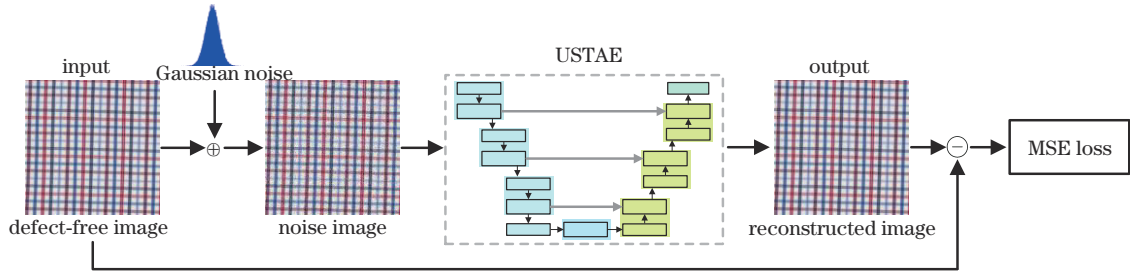 input
Gaussian noise
USTAE
output
⊕
−
MSE loss
defect-free image
noise image
reconstructed image